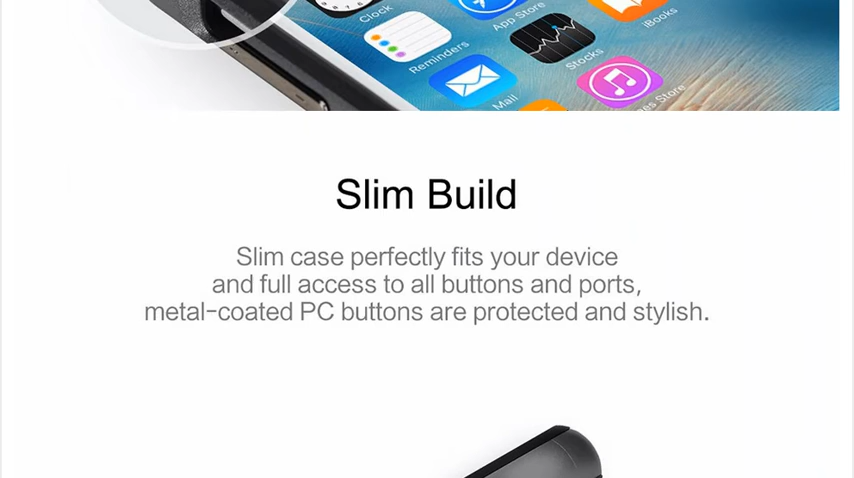 Clock
App Store
iBooks
Reminders
Stocks
Mail
Slim Build
Slim case perfectly fits your device
and full access to all buttons and ports,
metal-coated PC buttons are protected and stylish.